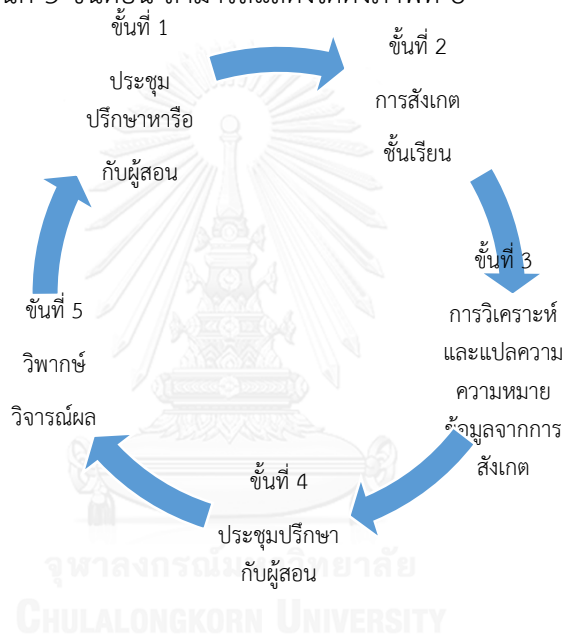 ขั้นที่ 1
ประชุม
ปรึกษาหารือ
กับผู้สอน
ขั้นที่ 2
การสังเกต
ชั้นเรียน
ขั้นที่ 3
การวิเคราะห์
และแปลความ
ความหมาย
ข้อมูลจากการ
สังเกต
ขั้นที่ 4
ประชุมปรึกษา
กับผู้สอน
ขั้นที่ 5
วิพากษ์
วิจารณ์ผล
จุฬาลงกรณ์มหาวิทยาลัย
CHULALONGKORN UNIVERSITY